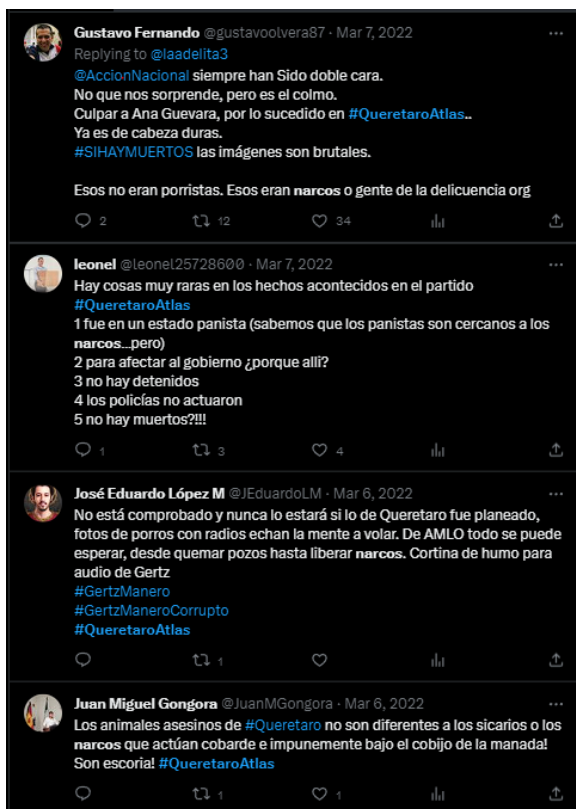 Gustavo Fernando @gustavoolvera87 · Mar 7, 2022
Replying to @laadelita3
@AccionNacional siempre han Sido doble cara.
No que nos sorprende, pero es el colmo.
Culpar a Ana Guevara, por lo sucedido en #QueretaroAtlas..
Ya es de cabeza duras.
#SIHAYMUERTOS las imágenes son brutales.
Esos no eran porristas. Esos eran narcos o gente de la delicuencia org
2 12 34
leonel @leonel25728600 · Mar 7, 2022
Hay cosas muy raras en los hechos acontecidos en el partido
#QueretaroAtlas
1 fue en un estado panista (sabemos que los panistas son cercanos a los
narcos...pero)
2 para afectar al gobierno ¿porque alli?
3 no hay detenidos
4 los policías no actuaron
5 no hay muertos?!!!
1 3 4
José Eduardo López M @JEduardoLM · Mar 6, 2022
No está comprobado y nunca lo estará si lo de Queretaro fue planeado,
fotos de porros con radios echan la mente a volar. De AMLO todo se puede
esperar, desde quemar pozos hasta liberar narcos. Cortina de humo para
audio de Gertz
#GertzManero
#GertzManeroCorrupto
#QueretaroAtlas
1
Juan Miguel Gongora @JuanMGongora · Mar 6, 2022
Los animales asesinos de #Queretaro no son diferentes a los sicarios o los
narcos que actúan cobarde e impunemente bajo el cobijo de la manada!
Son escoria! #QueretaroAtlas
1 1